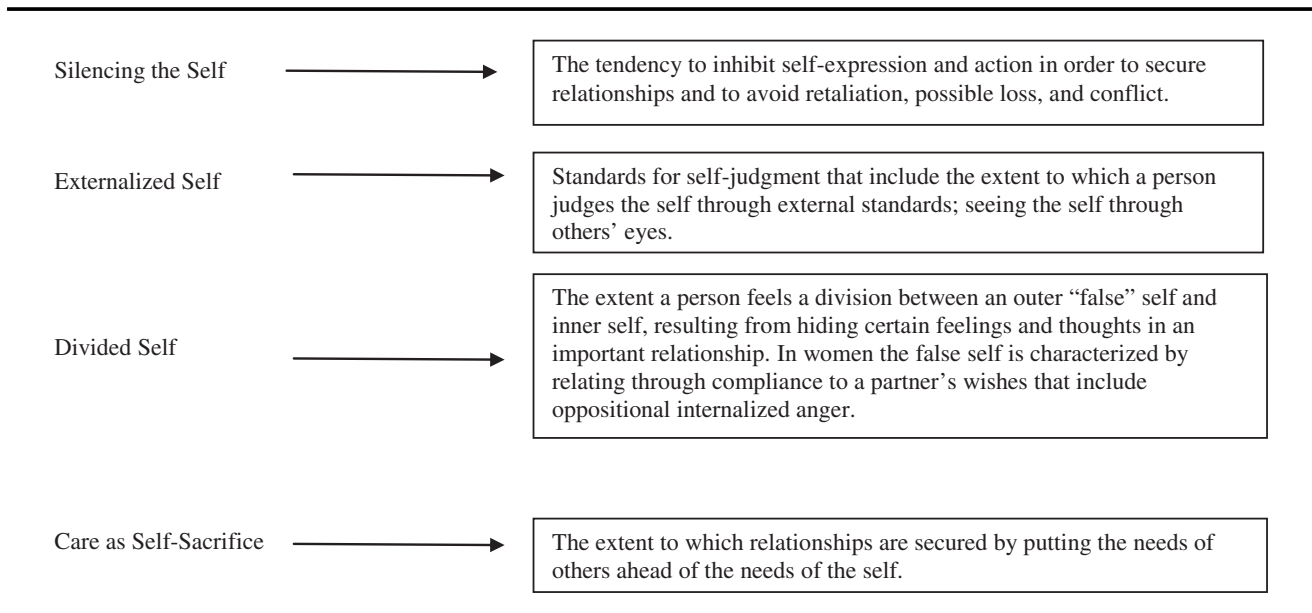 Silencing the Self
The tendency to inhibit self-expression and action in order to secure
relationships and to avoid retaliation, possible loss, and conflict.
Externalized Self
Standards for self-judgment that include the extent to which a person
judges the self through external standards; seeing the self through
others’ eyes.
Divided Self
The extent a person feels a division between an outer “false” self and
inner self, resulting from hiding certain feelings and thoughts in an
important relationship. In women the false self is characterized by
relating through compliance to a partner’s wishes that include
oppositional internalized anger.
Care as Self-Sacrifice
The extent to which relationships are secured by putting the needs of
others ahead of the needs of the self.